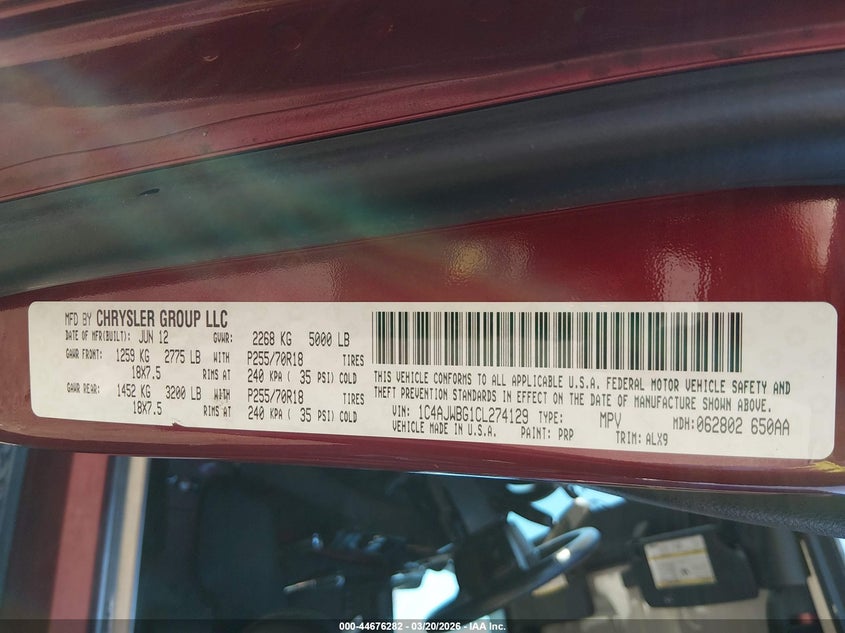 MFD BY CHRYSLER GROUP LLC
DATE OF MFR(BUILT): JUN 12 GVWR: 2268 KG 5000 LB
GAWR FRONT: 1259 KG 2775 LB WITH P255/70R18 TIRES
18X7.5 RIMS AT 240 KPA ( 35 PSI) COLD
GAWR REAR: 1452 KG 3200 LB WITH P255/70R18 TIRES
18X7.5 RIMS AT 240 KPA ( 35 PSI) COLD
THIS VEHICLE CONFORMS TO ALL APPLICABLE U.S.A. FEDERAL MOTOR VEHICLE SAFETY AND
THEFT PREVENTION STANDARDS IN EFFECT ON THE DATE OF MANUFACTURE SHOWN ABOVE.
VIN: 1C4AJWBG1CL274129 TYPE: MPV MDH:062802 650AA
VEHICLE MADE IN U.S.A. PAINT: PRP TRIM: ALX9
000-44676282 - 03/20/2026 - IAA Inc.